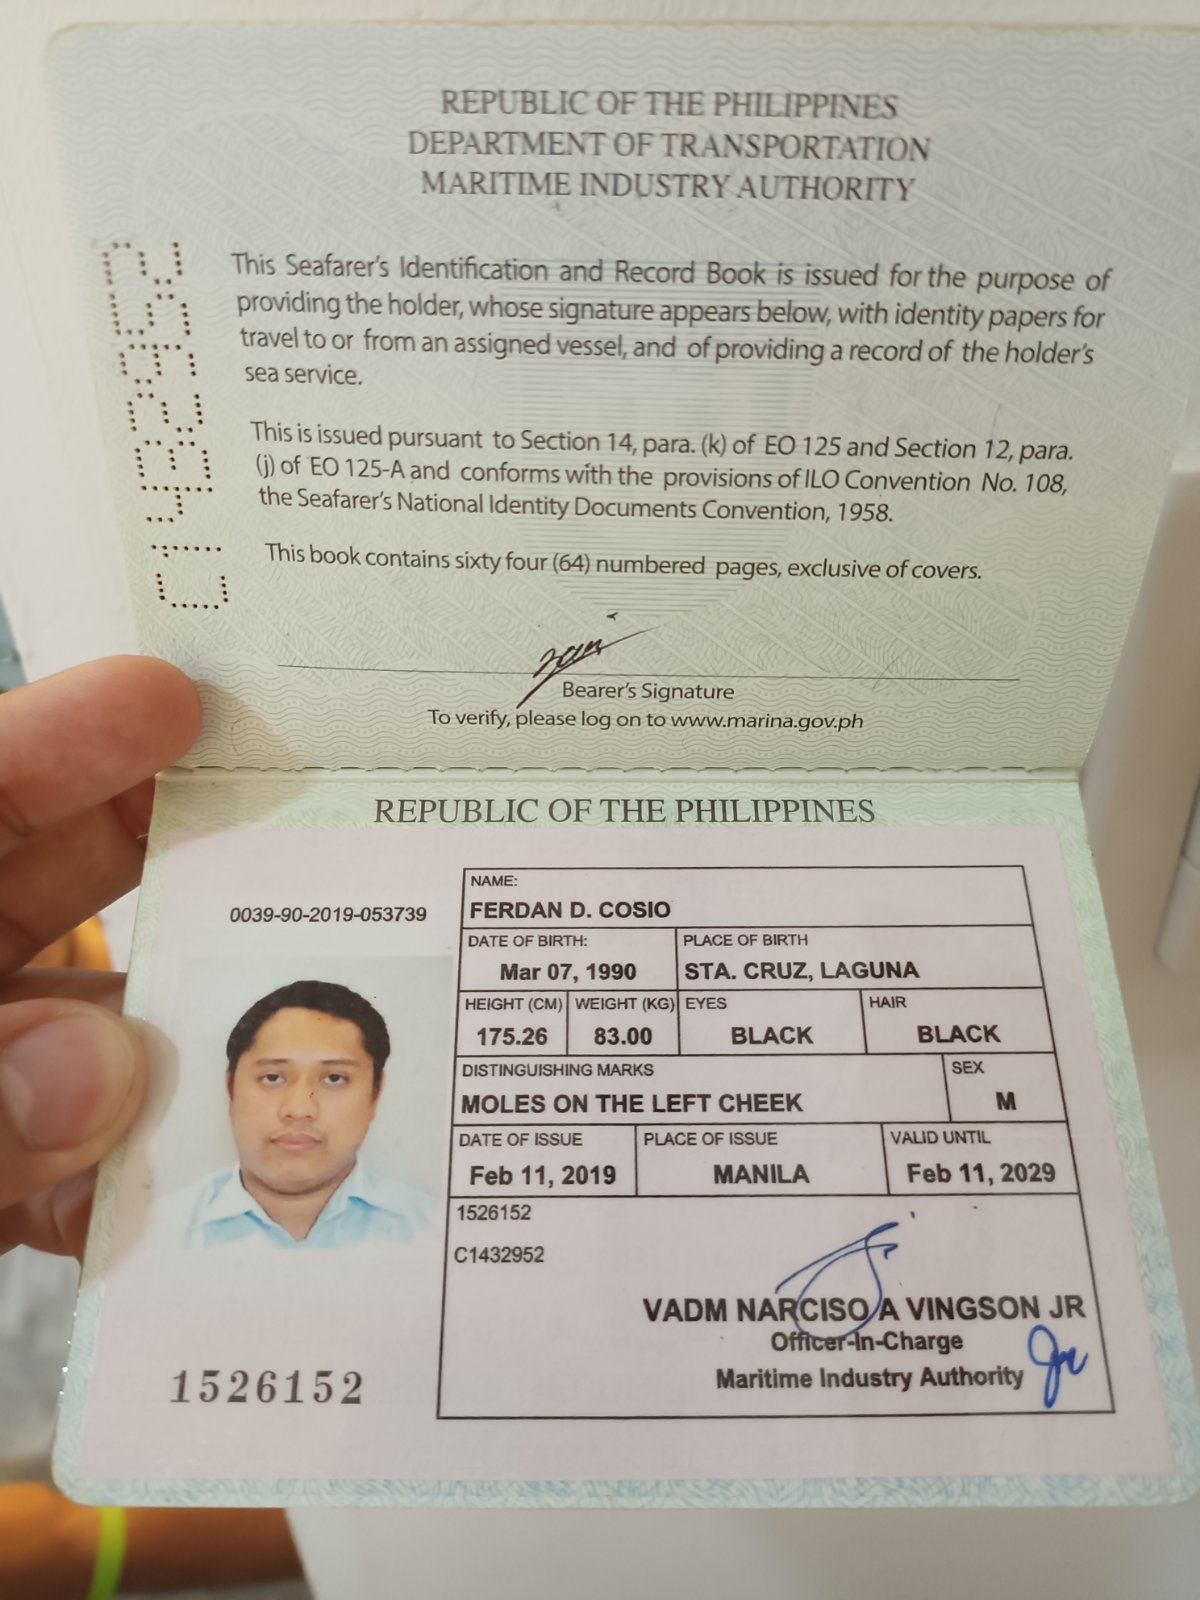 REPUBLIC OF THE PHILIPPINES
DEPARTMENT OF TRANSPORTATION
MARITIME INDUSTRY AUTHORITY
This Seafarer's Identification and Record Book is issued for the purpose of
providing the holder, whose signature appears below, with identity papers for
travel to or from an assigned vessel, and of providing a record of the holder's
sea service.
This is issued pursuant to Section 14, para. (k) of EO 125 and Section 12, para.
(j) of EO 125-A and conforms with the provisions of ILO Convention No. 108,
the Seafarer's National Identity Documents Convention, 1958.
This book contains sixty four (64) numbered pages, exclusive of covers.
Bearer's Signature
To verify, please log on to www.marina.gov.ph
REPUBLIC OF THE PHILIPPINES
0039-90-2019-053739
NAME:
FERDAN D. COSIO
DATE OF BIRTH: PLACE OF BIRTH
Mar 07, 1990 STA. CRUZ, LAGUNA
HEIGHT (CM) WEIGHT (KG) EYES HAIR
175.26 83.00 BLACK BLACK
DISTINGUISHING MARKS SEX
MOLES ON THE LEFT CHEEK M
DATE OF ISSUE PLACE OF ISSUE VALID UNTIL
Feb 11, 2019 MANILA Feb 11, 2029
1526152
C1432952
VADM NARCISO A VINGSON JR
Officer-In-Charge
Maritime Industry Authority
1526152